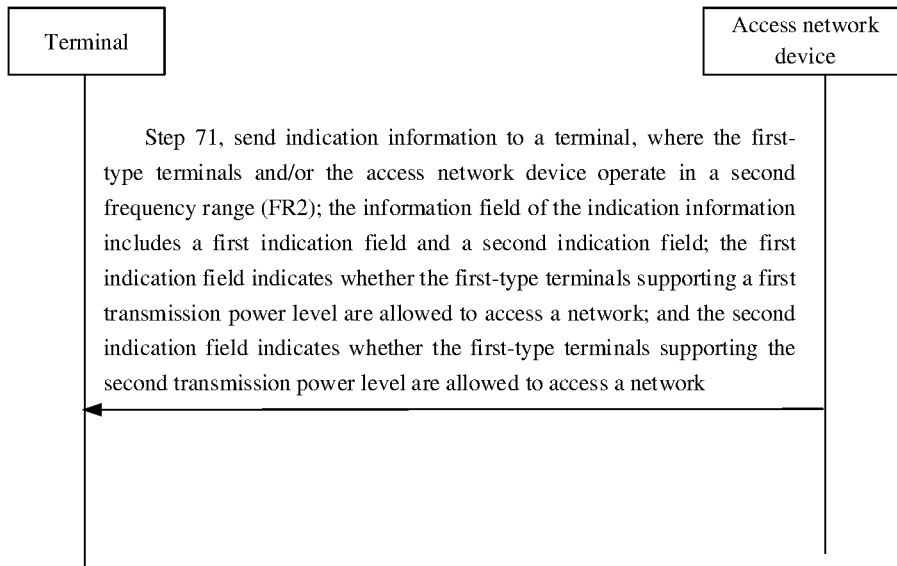 Terminal
Access network
device
Step 71, send indication information to a terminal, where the first-
type terminals and/or the access network device operate in a second
frequency range (FR2); the information field of the indication information
includes a first indication field and a second indication field; the first
indication field indicates whether the first-type terminals supporting a first
transmission power level are allowed to access a network; and the second
indication field indicates whether the first-type terminals supporting the
second transmission power level are allowed to access a network